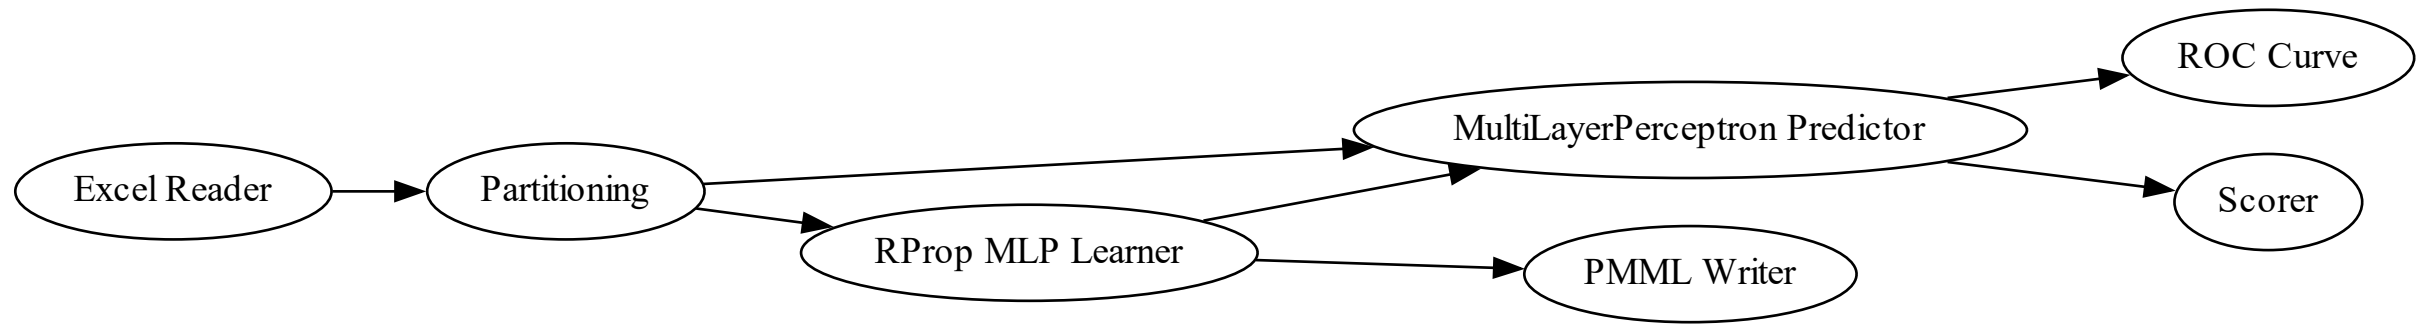 Excel Reader
Partitioning
RProp MLP Learner
MultiLayerPerceptron Predictor
PMML Writer
ROC Curve
Scorer